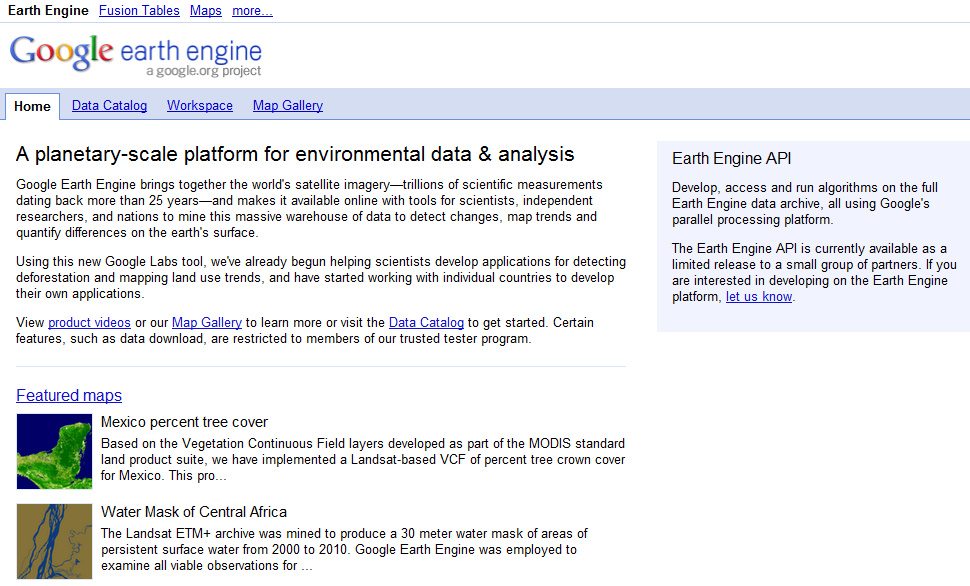 Earth Engine Fusion Tables Maps more...
Google earth engine
a google.org project
Home Data Catalog Workspace Map Gallery
A planetary-scale platform for environmental data & analysis
Google Earth Engine brings together the world's satellite imagery—trillions of scientific measurements
dating back more than 25 years—and makes it available online with tools for scientists, independent
researchers, and nations to mine this massive warehouse of data to detect changes, map trends and
quantify differences on the earth's surface.
Using this new Google Labs tool, we've already begun helping scientists develop applications for detecting
deforestation and mapping land use trends, and have started working with individual countries to develop
their own applications.
View product videos or our Map Gallery to learn more or visit the Data Catalog to get started. Certain
features, such as data download, are restricted to members of our trusted tester program.
Featured maps
Mexico percent tree cover
Based on the Vegetation Continuous Field layers developed as part of the MODIS standard
land product suite, we have implemented a Landsat-based VCF of percent tree crown cover
for Mexico. This pro...
Water Mask of Central Africa
The Landsat ETM+ archive was mined to produce a 30 meter water mask of areas of
persistent surface water from 2000 to 2010. Google Earth Engine was employed to
examine all viable observations for ...
Earth Engine API
Develop, access and run algorithms on the full
Earth Engine data archive, all using Google's
parallel processing platform.
The Earth Engine API is currently available as a
limited release to a small group of partners. If you
are interested in developing on the Earth Engine
platform, let us know.